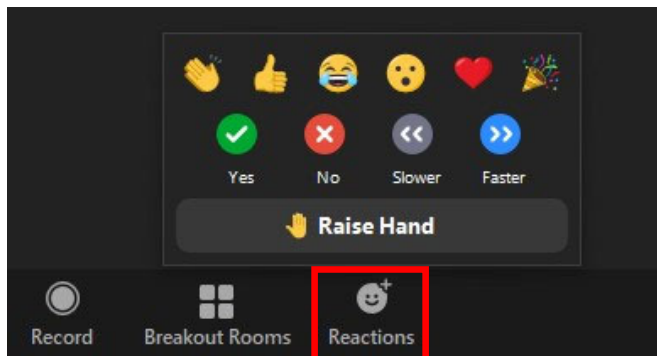 Yes No Slower Faster
Raise Hand
Record Breakout Rooms Reactions